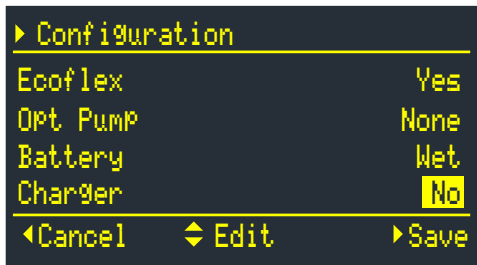 Configuration
Ecoflex Yes
Opt Pump None
Battery Wet
Charger No
Cancel Edit Save